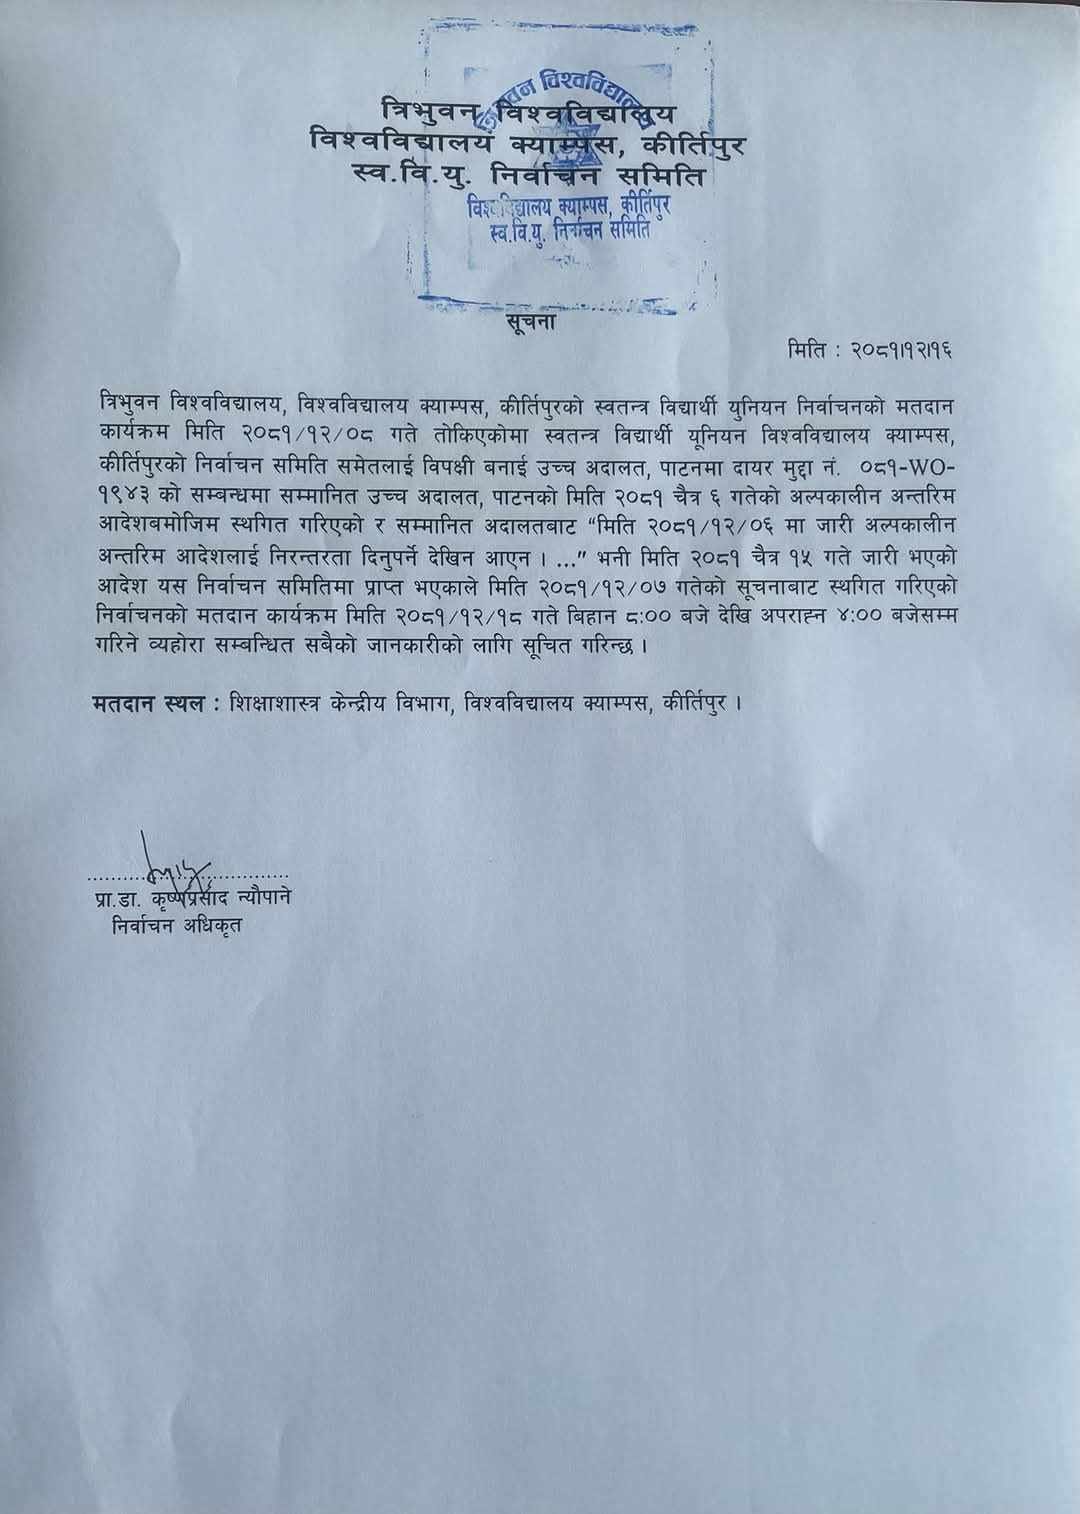 त्रिभुवन विश्वविद्यालय
विश्वविद्यालय क्याम्पस, कीर्तिपुर
स्व.वि.यु. निर्वाचन समिति
विश्वविद्यालय
विश्वविद्यालय क्याम्पस, कीर्तिपुर
स्व.वि.यु. निर्वाचन समिति
सूचना
मिति : २०८१।१२।१६
त्रिभुवन विश्वविद्यालय, विश्वविद्यालय क्याम्पस, कीर्तिपुरको स्वतन्त्र विद्यार्थी युनियन निर्वाचनको मतदान
कार्यक्रम मिति २०८१/१२/०८ गते तोकिएकोमा स्वतन्त्र विद्यार्थी यूनियन विश्वविद्यालय क्याम्पस,
कीर्तिपुरको निर्वाचन समिति समेतलाई विपक्षी बनाई उच्च अदालत, पाटनमा दायर मुद्दा नं. ०८१-WO-
१९४३ को सम्बन्धमा सम्मानित उच्च अदालत, पाटनको मिति २०८१ चैत्र ६ गतेको अल्पकालीन अन्तरिम
आदेशबमोजिम स्थगित गरिएको र सम्मानित अदालतबाट “मिति २०८१/१२/०६ मा जारी अल्पकालीन
अन्तरिम आदेशलाई निरन्तरता दिनुपर्ने देखिन आएन । ...” भनी मिति २०८१ चैत्र १५ गते जारी भएको
आदेश यस निर्वाचन समितिमा प्राप्त भएकाले मिति २०८१/१२/०७ गतेको सूचनाबाट स्थगित गरिएको
निर्वाचनको मतदान कार्यक्रम मिति २०८१/१२/१८ गते बिहान ८:०० बजे देखि अपराह्न ४:०० बजेसम्म
गरिने व्यहोरा सम्बन्धित सबैको जानकारीको लागि सूचित गरिन्छ ।
मतदान स्थल : शिक्षाशास्त्र केन्द्रीय विभाग, विश्वविद्यालय क्याम्पस, कीर्तिपुर ।
प्रा.डा. कृष्णप्रसाद न्यौपाने
निर्वाचन अधिकृत